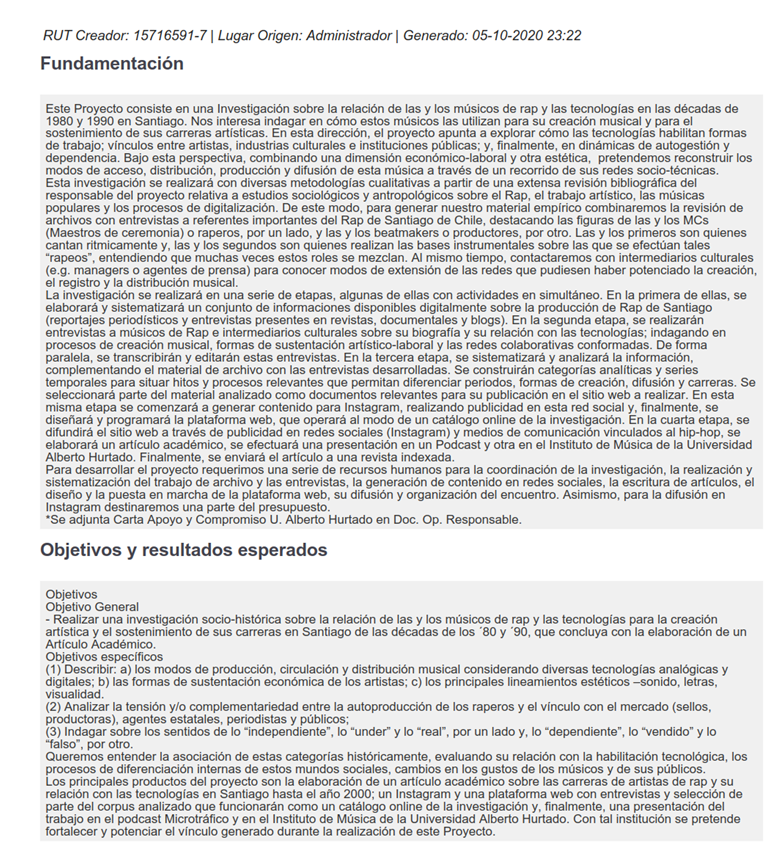 RUT Creador: 15716591-7 | Lugar Origen: Administrador | Generado: 05-10-2020 23:22
Fundamentación
Este Proyecto consiste en una Investigación sobre la relación de las y los músicos de rap y las tecnologías en las décadas de
1980 y 1990 en Santiago. Nos interesa indagar en cómo estos músicos las utilizan para su creación musical y para el
sostenimiento de sus carreras artísticas. En esta dirección, el proyecto apunta a explorar cómo las tecnologías habilitan formas
de trabajo; vínculos entre artistas, industrias culturales e instituciones públicas; y, finalmente, en dinámicas de autogestión y
dependencia. Bajo esta perspectiva, combinando una dimensión económico-laboral y otra estética,  pretendemos reconstruir los
modos de acceso, distribución, producción y difusión de esta música a través de un recorrido de sus redes socio-técnicas.
Esta investigación se realizará con diversas metodologías cualitativas a partir de una extensa revisión bibliográfica del
responsable del proyecto relativa a estudios sociológicos y antropológicos sobre el Rap, el trabajo artístico, las músicas
populares y los procesos de digitalización. De este modo, para generar nuestro material empírico combinaremos la revisión de
archivos con entrevistas a referentes importantes del Rap de Santiago de Chile, destacando las figuras de las y los MCs
(Maestros de ceremonia) o raperos, por un lado, y las y los beatmakers o productores, por otro. Las y los primeros son quienes
cantan ritmicamente y, las y los segundos son quienes realizan las bases instrumentales sobre las que se efectúan tales
“rapeos”, entendiendo que muchas veces estos roles se mezclan. Al mismo tiempo, contactaremos con intermediarios culturales
(e.g. managers o agentes de prensa) para conocer modos de extensión de las redes que pudiesen haber potenciado la creación,
el registro y la distribución musical.
La investigación se realizará en una serie de etapas, algunas de ellas con actividades en simultáneo. En la primera de ellas, se
elaborará y sistematizará un conjunto de informaciones disponibles digitalmente sobre la producción de Rap de Santiago
(reportajes periodísticos y entrevistas presentes en revistas, documentales y blogs). En la segunda etapa, se realizarán
entrevistas a músicos de Rap e intermediarios culturales sobre su biografía y su relación con las tecnologías; indagando en
procesos de creación musical, formas de sustentación artístico-laboral y las redes colaborativas conformadas. De forma
paralela, se transcribirán y editarán estas entrevistas. En la tercera etapa, se sistematizará y analizará la información,
complementando el material de archivo con las entrevistas desarrolladas. Se construirán categorías analíticas y series
temporales para situar hitos y procesos relevantes que permitan diferenciar periodos, formas de creación, difusión y carreras. Se
seleccionará parte del material analizado como documentos relevantes para su publicación en el sitio web a realizar. En esta
misma etapa se comenzará a generar contenido para Instagram, realizando publicidad en esta red social y, finalmente, se
diseñará y programará la plataforma web, que operará al modo de un catálogo online de la investigación. En la cuarta etapa, se
difundirá el sitio web a través de publicidad en redes sociales (Instagram) y medios de comunicación vinculados al hip-hop, se
elaborará un artículo académico, se efectuará una presentación en un Podcast y otra en el Instituto de Música de la Universidad
Alberto Hurtado. Finalmente, se enviará el artículo a una revista indexada.
Para desarrollar el proyecto requerimos una serie de recursos humanos para la coordinación de la investigación, la realización y
sistematización del trabajo de archivo y las entrevistas, la generación de contenido en redes sociales, la escritura de artículos, el
diseño y la puesta en marcha de la plataforma web, su difusión y organización del encuentro. Asimismo, para la difusión en
Instagram destinaremos una parte del presupuesto.
*Se adjunta Carta Apoyo y Compromiso U. Alberto Hurtado en Doc. Op. Responsable.
Objetivos y resultados esperados
Objetivos
Objetivo General
- Realizar una investigación socio-histórica sobre la relación de las y los músicos de rap y las tecnologías para la creación
artística y el sostenimiento de sus carreras en Santiago de las décadas de los ´80 y ´90, que concluya con la elaboración de un
Artículo Académico.
Objetivos específicos
(1) Describir: a) los modos de producción, circulación y distribución musical considerando diversas tecnologías analógicas y
digitales; b) las formas de sustentación económica de los artistas; c) los principales lineamientos estéticos –sonido, letras,
visualidad.
(2) Analizar la tensión y/o complementariedad entre la autoproducción de los raperos y el vínculo con el mercado (sellos,
productoras), agentes estatales, periodistas y públicos;
(3) Indagar sobre los sentidos de lo “independiente”, lo “under” y lo “real”, por un lado y, lo “dependiente”, lo “vendido” y lo
“falso”, por otro.
Queremos entender la asociación de estas categorías históricamente, evaluando su relación con la habilitación tecnológica, los
procesos de diferenciación internas de estos mundos sociales, cambios en los gustos de los músicos y de sus públicos.
Los principales productos del proyecto son la elaboración de un artículo académico sobre las carreras de artistas de rap y su
relación con las tecnologías en Santiago hasta el año 2000; un Instagram y una plataforma web con entrevistas y selección de
parte del corpus analizado que funcionarán como un catálogo online de la investigación y, finalmente, una presentación del
trabajo en el podcast Microtráfico y en el Instituto de Música de la Universidad Alberto Hurtado. Con tal institución se pretende
fortalecer y potenciar el vínculo generado durante la realización de este Proyecto.